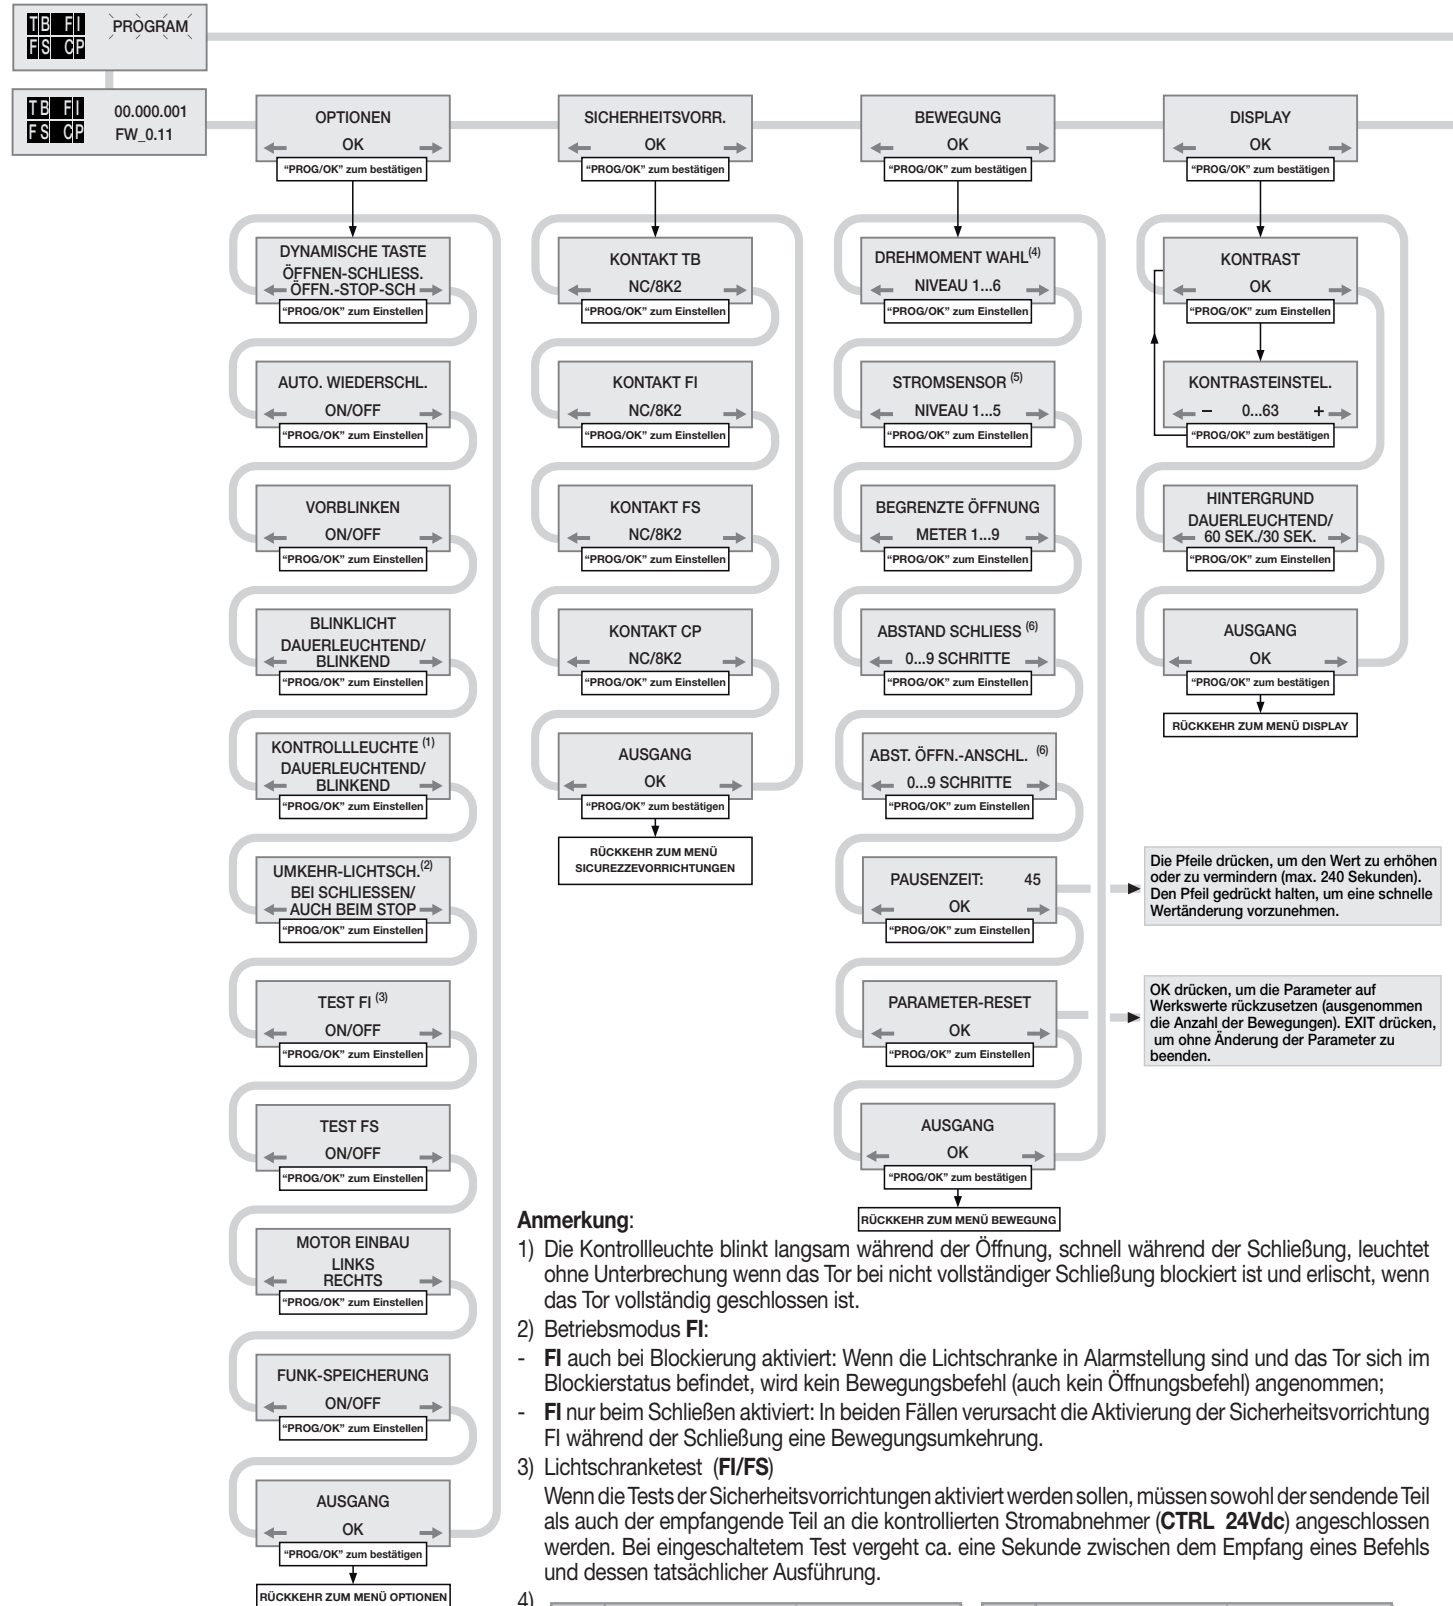 TB FI
FS CP
PROGRAM
TB FI
FS CP
00.000.001
FW_0.11
OPTIONEN
OK
“PROG/OK” zum bestätigen
DYNAMISCHE TASTE
ÖFFNEN-SCHLIESS.
ÖFFN.-STOP-SCH
“PROG/OK” zum Einstellen
AUTO. WIEDERSCHL.
ON/OFF
“PROG/OK” zum Einstellen
VORBLINKEN
ON/OFF
“PROG/OK” zum Einstellen
BLINKLICHT
DAUERLEUCHTEND/
BLINKEND
“PROG/OK” zum Einstellen
KONTROLLLEUCHTE (1)
DAUERLEUCHTEND/
BLINKEND
“PROG/OK” zum Einstellen
UMKEHR-LICHTSCH.(2)
BEI SCHLIESSEN/
AUCH BEIM STOP
“PROG/OK” zum Einstellen
TEST FI (3)
ON/OFF
“PROG/OK” zum Einstellen
TEST FS
ON/OFF
“PROG/OK” zum Einstellen
MOTOR EINBAU
LINKS
RECHTS
“PROG/OK” zum Einstellen
FUNK-SPEICHERUNG
ON/OFF
“PROG/OK” zum Einstellen
AUSGANG
OK
“PROG/OK” zum bestätigen
RÜCKKEHR ZUM MENÜ OPTIONEN
SICHERHEITSVORR.
OK
“PROG/OK” zum bestätigen
KONTAKT TB
NC/8K2
“PROG/OK” zum Einstellen
KONTAKT FI
NC/8K2
“PROG/OK” zum Einstellen
KONTAKT FS
NC/8K2
“PROG/OK” zum Einstellen
KONTAKT CP
NC/8K2
“PROG/OK” zum Einstellen
AUSGANG
OK
“PROG/OK” zum bestätigen
RÜCKKEHR ZUM MENÜ
SICUREZZEVORRICHTUNGEN
BEWEGUNG
OK
“PROG/OK” zum bestätigen
DREHMOMENT WAHL(4)
NIVEAU 1...6
“PROG/OK” zum Einstellen
STROMSENSOR (5)
NIVEAU 1...5
“PROG/OK” zum Einstellen
BEGRENZTE ÖFFNUNG
METER 1...9
“PROG/OK” zum Einstellen
ABSTAND SCHLIESS (6)
0...9 SCHRITTE
“PROG/OK” zum Einstellen
ABST. ÖFFN.-ANSCHL. (6)
0...9 SCHRITTE
“PROG/OK” zum Einstellen
PAUSENZEIT: 45
OK
“PROG/OK” zum Einstellen
PARAMETER-RESET
OK
“PROG/OK” zum Einstellen
AUSGANG
OK
“PROG/OK” zum bestätigen
RÜCKKEHR ZUM MENÜ BEWEGUNG
DISPLAY
OK
“PROG/OK” zum bestätigen
KONTRAST
OK
“PROG/OK” zum Einstellen
KONTRASTEINSTEL.
– 0...63 +
“PROG/OK” zum bestätigen
HINTERGRUND
DAUERLEUCHTEND/
60 SEK./30 SEK.
“PROG/OK” zum Einstellen
AUSGANG
OK
“PROG/OK” zum bestätigen
RÜCKKEHR ZUM MENÜ DISPLAY
Die Pfeile drücken, um den Wert zu erhöhen
oder zu vermindern (max. 240 Sekunden).
Den Pfeil gedrückt halten, um eine schnelle
Wertänderung vorzunehmen.
OK drücken, um die Parameter auf
Werkswerte rückzusetzen (ausgenommen
die Anzahl der Bewegungen). EXIT drücken,
um ohne Änderung der Parameter zu
beenden.
Anmerkung:
1) Die Kontrollleuchte blinkt langsam während der Öffnung, schnell während der Schließung, leuchtet
ohne Unterbrechung wenn das Tor bei nicht vollständiger Schließung blockiert ist und erlischt, wenn
das Tor vollständig geschlossen ist.
2) Betriebsmodus FI:
- FI auch bei Blockierung aktiviert: Wenn die Lichtschranke in Alarmstellung sind und das Tor sich im
Blockierstatus befindet, wird kein Bewegungsbefehl (auch kein Öffnungsbefehl) angenommen;
- FI nur beim Schließen aktiviert: In beiden Fällen verursacht die Aktivierung der Sicherheitsvorrichtung
FI während der Schließung eine Bewegungsumkehrung.
3) Lichtschranketest (FI/FS)
Wenn die Tests der Sicherheitsvorrichtungen aktiviert werden sollen, müssen sowohl der sendende Teil
als auch der empfangende Teil an die kontrollierten Stromabnehmer (CTRL 24Vdc) angeschlossen
werden. Bei eingeschaltetem Test vergeht ca. eine Sekunde zwischen dem Empfang eines Befehls
und dessen tatsächlicher Ausführung.
4)